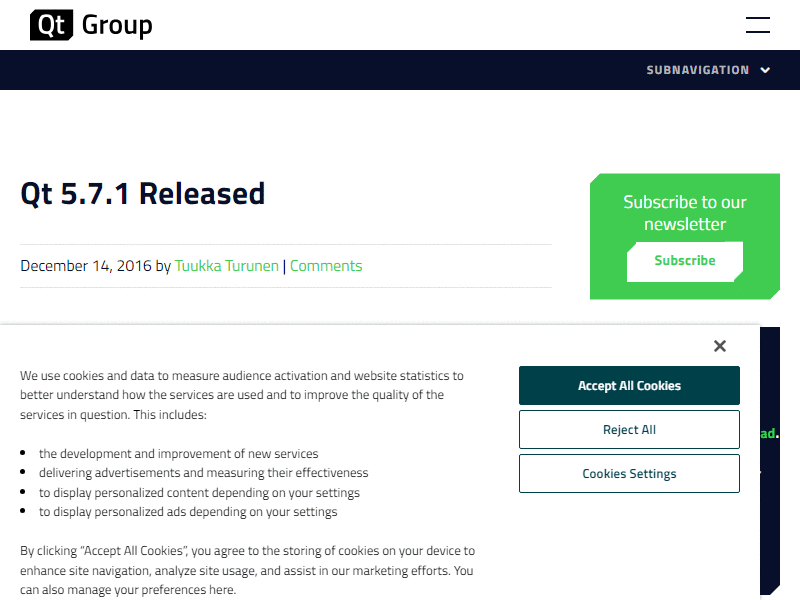 Qt Group
SUBNAVIGATION
Qt 5.7.1 Released
December 14, 2016 by Tuukka Turunen | Comments
Subscribe to our
newsletter
Subscribe
We use cookies and data to measure audience activation and website statistics to
better understand how the services are used and to improve the quality of the
services in question. This includes:
the development and improvement of new services
delivering advertisements and measuring their effectiveness
to display personalized content depending on your settings
to display personalized ads depending on your settings
By clicking “Accept All Cookies”, you agree to the storing of cookies on your device to
enhance site navigation, analyze site usage, and assist in our marketing efforts. You
can also manage your preferences here.
Accept All Cookies
Reject All
Cookies Settings